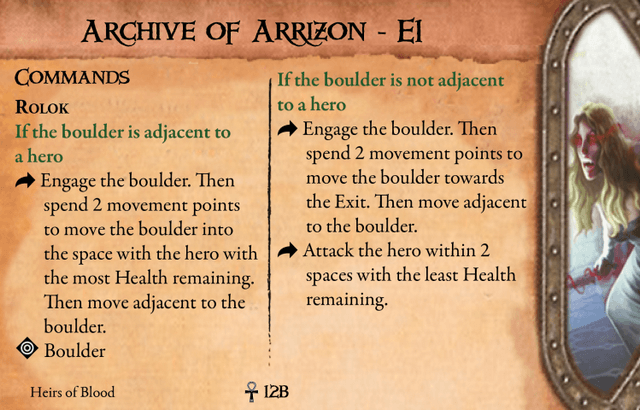 Archive of Arrizon - E1
Commands
Rolok
If the boulder is adjacent to
a hero
Engage the boulder. Then
spend 2 movement points
to move the boulder into
the space with the hero with
the most Health remaining.
Then move adjacent to the
boulder.
Boulder
If the boulder is not adjacent
to a hero
Engage the boulder. Then
spend 2 movement points to
move the boulder towards
the Exit. Then move adjacent
to the boulder.
Attack the hero within 2
spaces with the least Health
remaining.
Heirs of Blood
12B